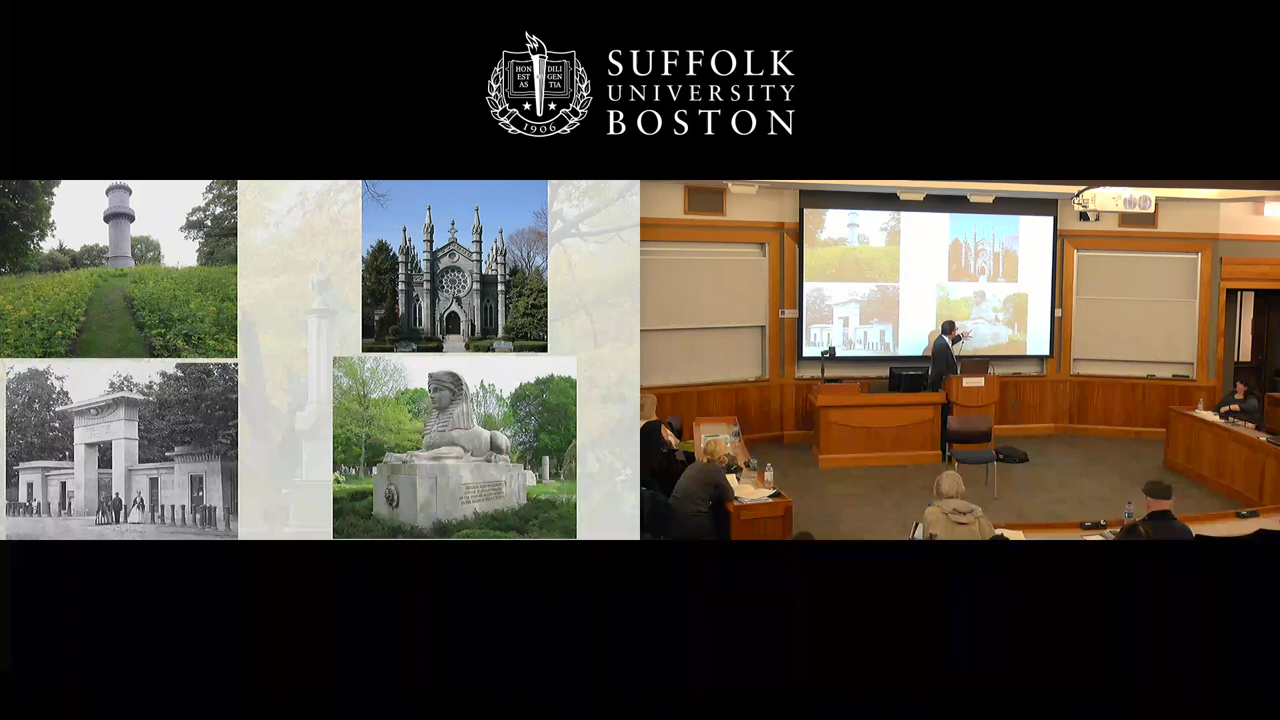 HON
EST
AS
DILI
GEN
TIA
1906
SUFFOLK
UNIVERSITY
BOSTON